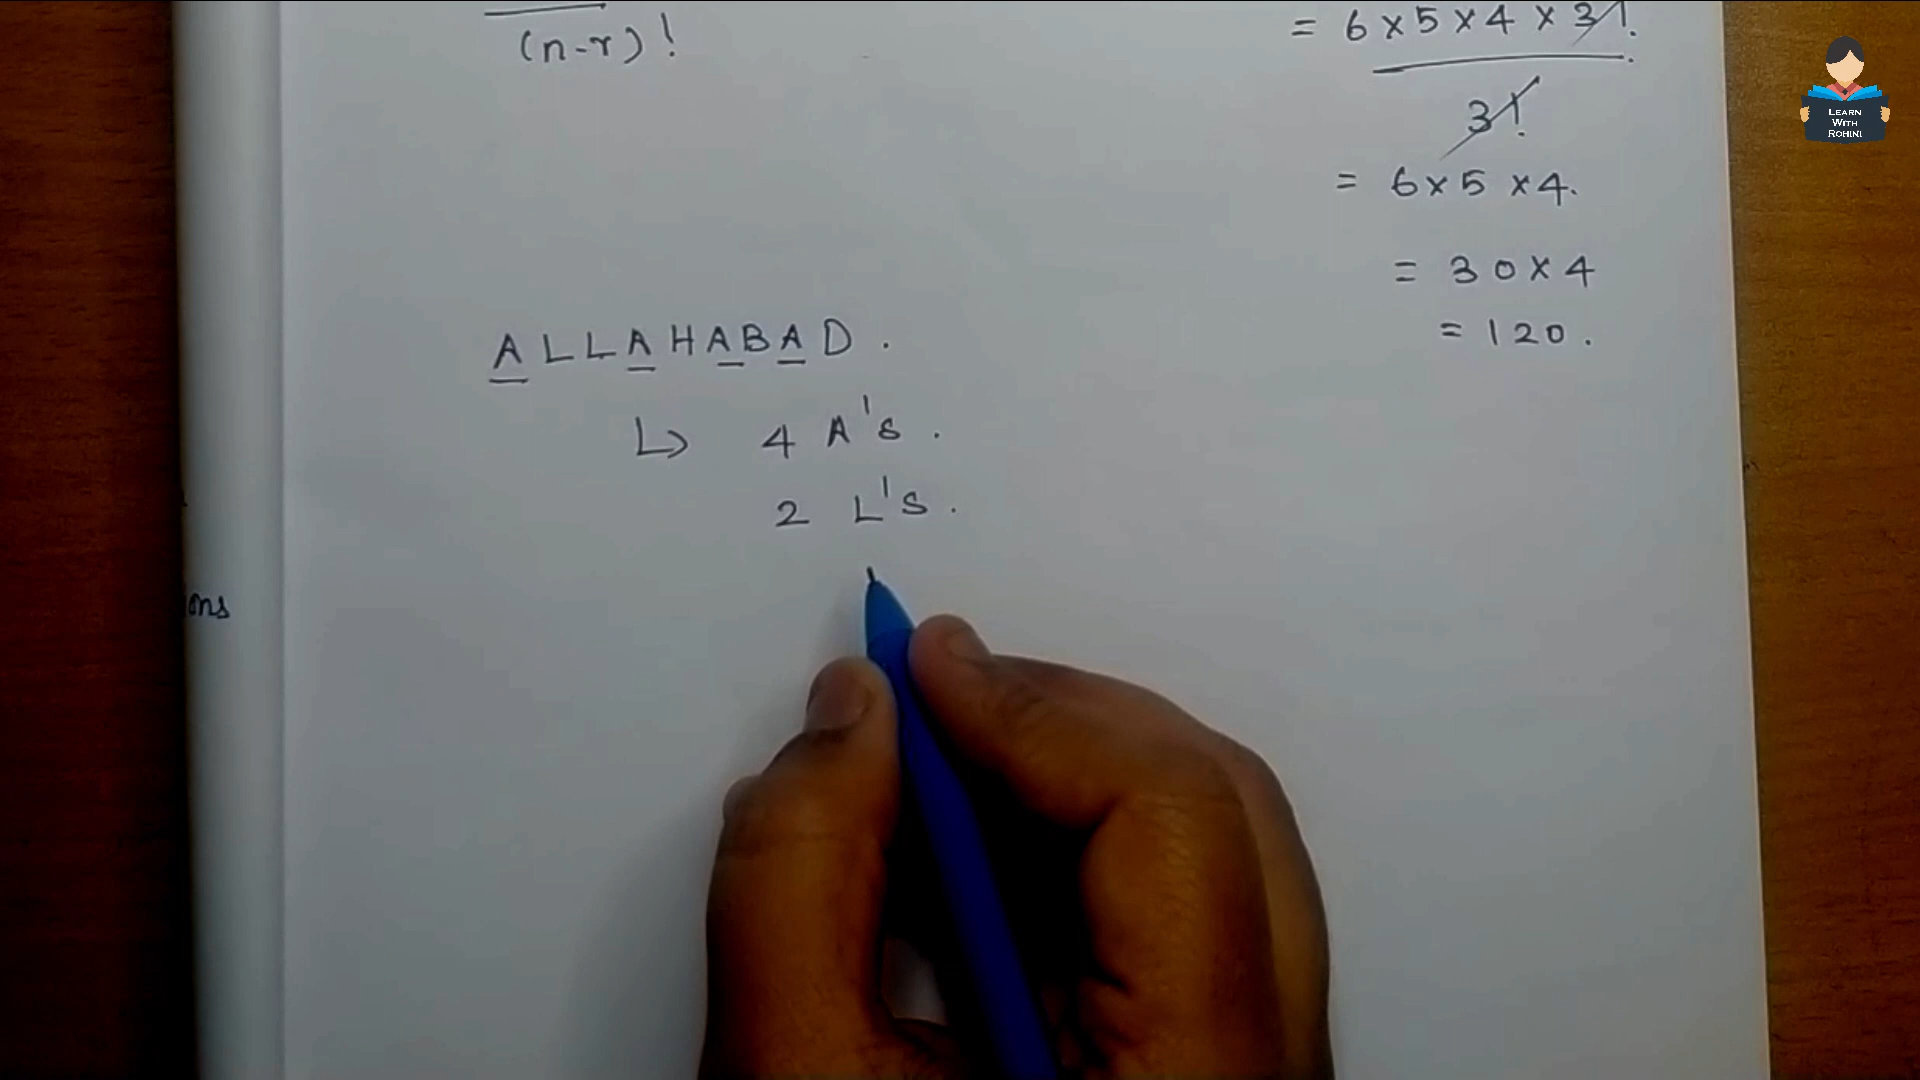 (n-r)!
= 6 × 5 × 4 × 3!.
3!
= 6 × 5 × 4.
= 30 × 4
= 120.
ALLAHABAD.
↳ 4 A's.
2 L's.
ons
LEARN
WITH
ROHINI